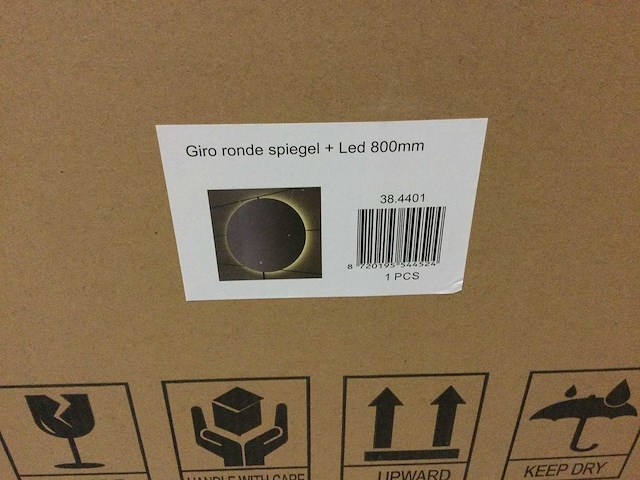 Giro ronde spiegel + Led 800mm
38.4401
8 720195 544524
1 PCS
HANDLE WITH CARE
UPWARD
KEEP DRY